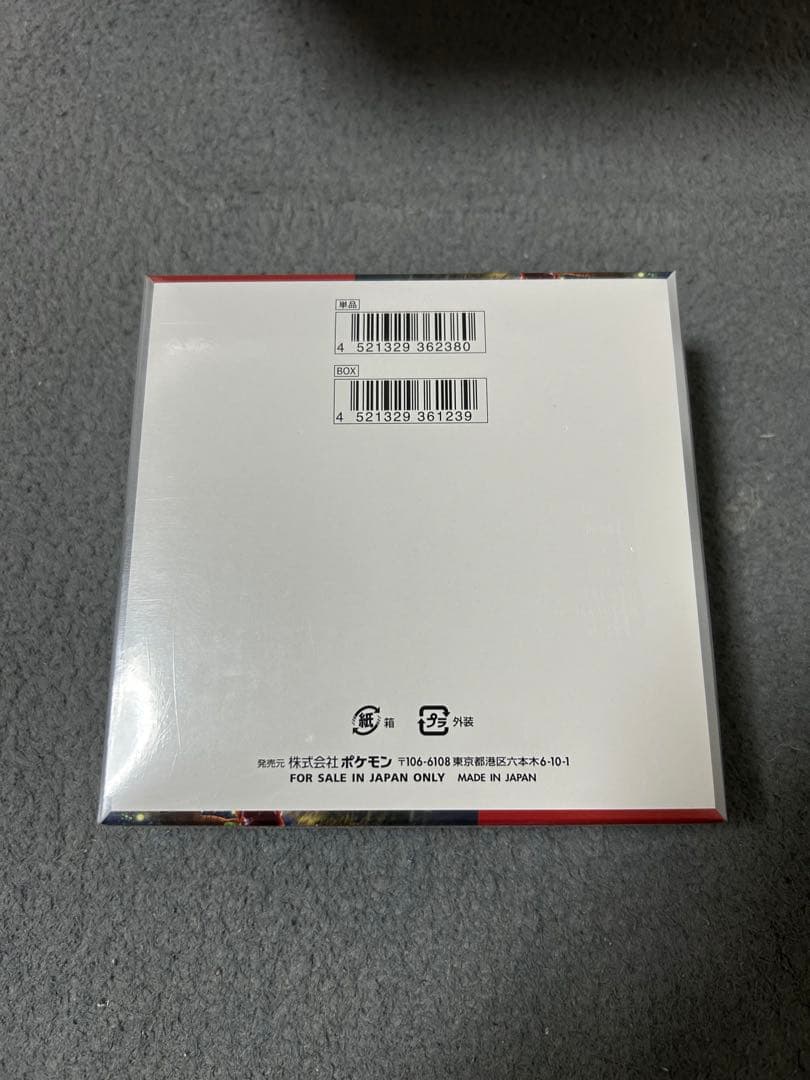 単品
4 521329 362380
BOX
4 521329 361239
紙 箱 プラ 外装
発売元 株式会社 ポケモン 〒106-6108 東京都港区六本木6-10-1
FOR SALE IN JAPAN ONLY MADE IN JAPAN